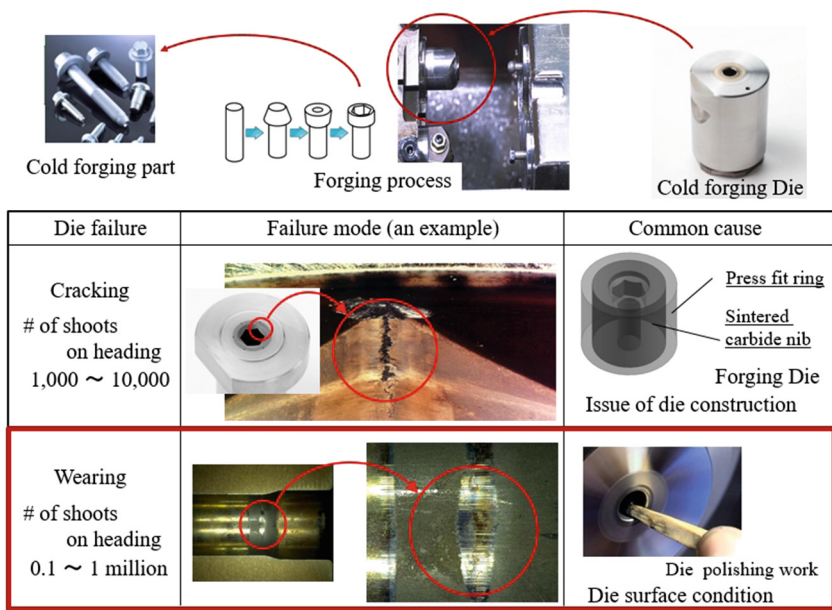 Cold forging part
Forging process
Cold forging Die
Die failure
Failure mode (an example)
Common cause
Cracking
# of shoots
on heading
1,000 ～ 10,000
Press fit ring
Sintered
carbide nib
Forging Die
Issue of die construction
Wearing
# of shoots
on heading
0.1 ～ 1 million
Die polishing work
Die surface condition